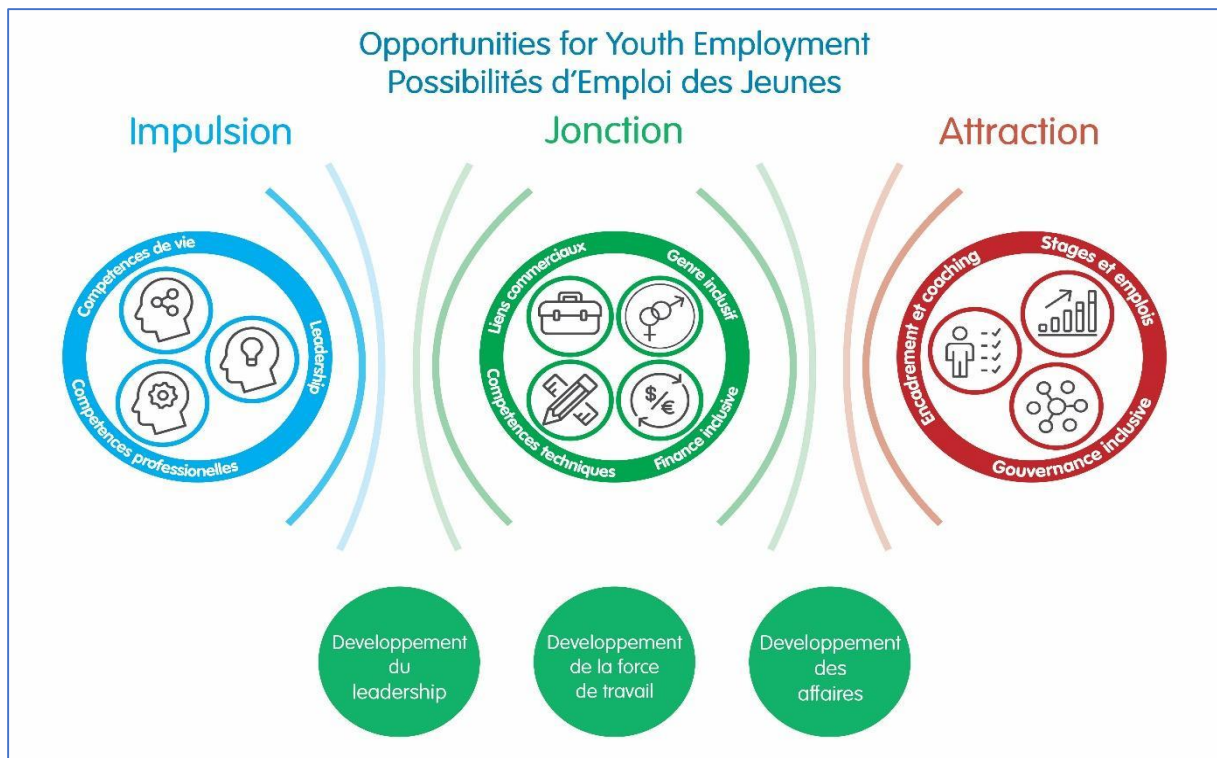 Opportunities for Youth Employment
Possibilités d'Emploi des Jeunes
Impulsion
Jonction
Attraction
Competences de vie
Leadership
Competences professionelles
Liens commerciaux
Genre inclusif
Competences techniques
Finance inclusive
$/€
Encadrement et coaching
Stages et emplois
Gouvernance inclusive
Developpement
du
leadership
Developpement
de la force
de travail
Developpement
des
affaires